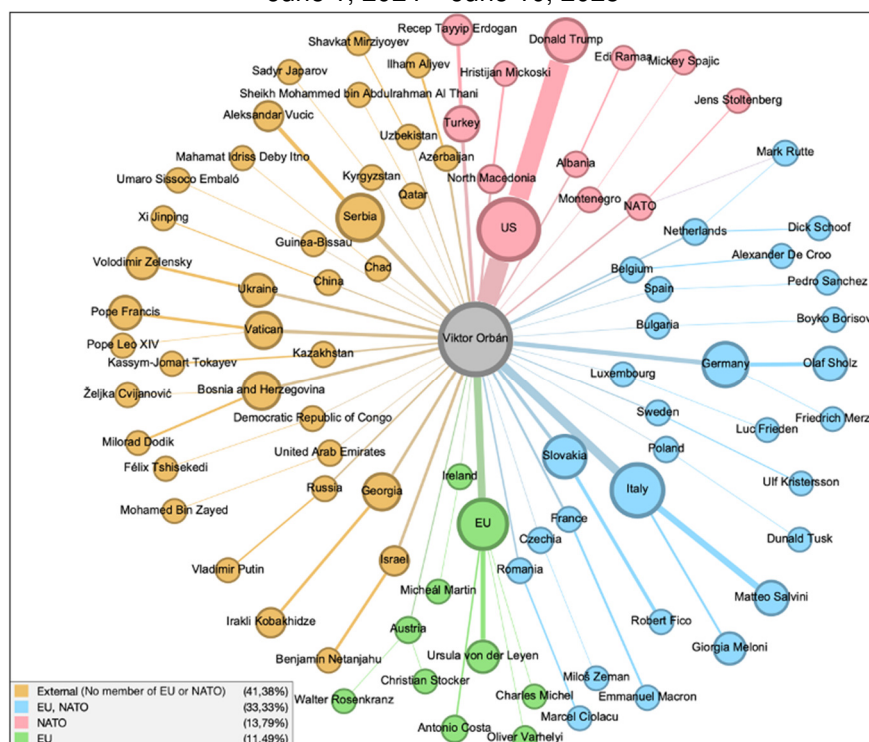 Recep Tayyip Erdogan
Donald Trump
Shavkat Mirziyoyev
Edi Ramaa
Mickey Spajic
Ilham Aliyev
Hristijan Mickoski
Sadyr Japarov
Sheikh Mohammed bin Abdulrahman Al Thani
Jens Stoltenberg
Aleksandar Vucic
Turkey
Uzbekistan
Mark Rutte
Mahamat Idriss Deby Itno
Azerbaijan
Albania
Umaro Sissoco Embaló
Kyrgyzstan
North Macedonia
Qatar
Montenegro
NATO
Xi Jinping
Serbia
US
Netherlands
Dick Schoof
Guinea-Bissau
Alexander De Croo
Volodimir Zelensky
Chad
Belgium
China
Ukraine
Spain
Pedro Sanchez
Pope Francis
Vatican
Bulgaria
Boyko Borisov
Viktor Orbán
Pope Leo XIV
Kazakhstan
Kassym-Jomart Tokayev
Germany
Olaf Sholz
Luxembourg
Željka Cvijanović
Bosnia and Herzegovina
Democratic Republic of Congo
Sweden
Luc Frieden
Friedrich Merz
Milorad Dodik
United Arab Emirates
Poland
Slovakia
Félix Tshisekedi
Ireland
Ulf Kristersson
Russia
Georgia
Italy
Mohamed Bin Zayed
EU
France
Czechia
Dunald Tusk
Israel
Romania
Vladimir Putin
Micheál Martin
Matteo Salvini
Irakli Kobakhidze
Austria
Robert Fico
Giorgia Meloni
Benjamin Netanjahu
Ursula von der Leyen
Christian Stocker
Miloš Zeman
Walter Rosenkranz
Charles Michel
Emmanuel Macron
Marcel Ciolacu
Antonio Costa
Oliver Varhelyi
External (No member of EU or NATO) (41,38%)
EU, NATO (33,33%)
NATO (13,79%)
EU (11,49%)